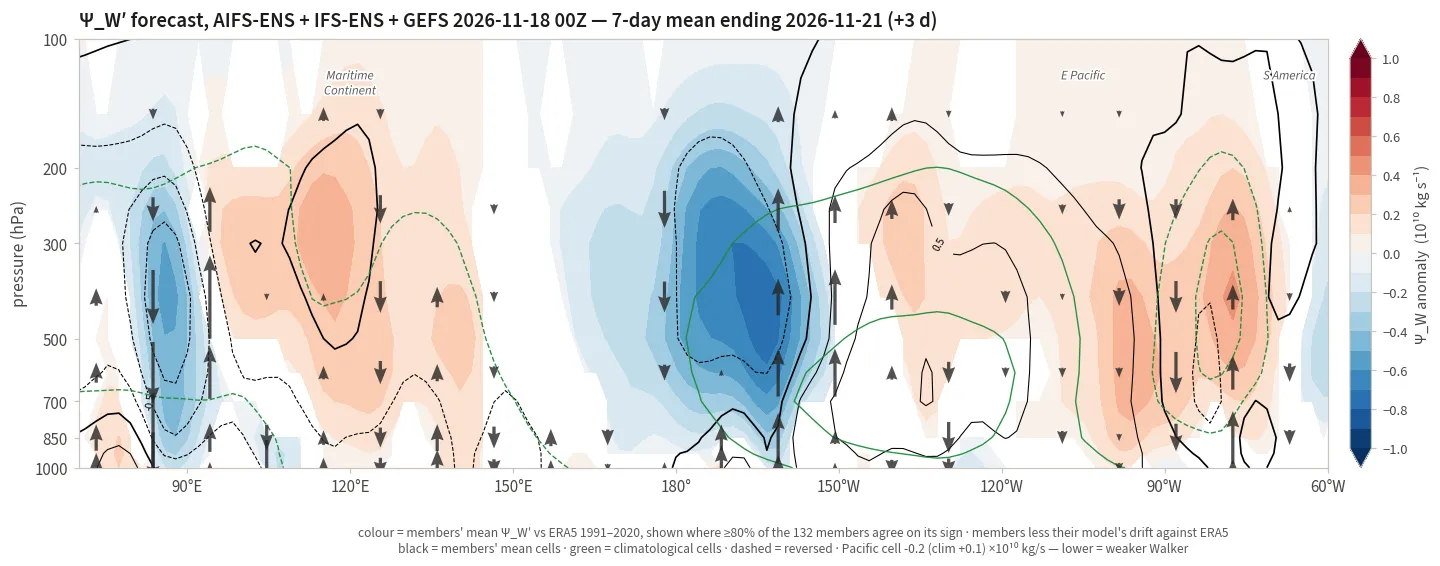 Ψ_W′ forecast, AIFS-ENS + IFS-ENS + GEFS 2026-11-18 00Z — 7-day mean ending 2026-11-21 (+3 d)
100
200
300
400
500
700
850
1000
pressure (hPa)
Maritime
Continent
E Pacific
S America
0.5
90°E
120°E
150°E
180°
150°W
120°W
90°W
60°W
1.0
0.8
0.6
0.4
0.2
0.0
−0.2
−0.4
−0.6
−0.8
−1.0
Ψ_W anomaly (10¹⁰ kg s⁻¹)
colour = members' mean Ψ_W′ vs ERA5 1991–2020, shown where ≥80% of the 132 members agree on its sign · members less their model's drift against ERA5
black = members' mean cells · green = climatological cells · dashed = reversed · Pacific cell -0.2 (clim +0.1) ×10¹⁰ kg/s — lower = weaker Walker